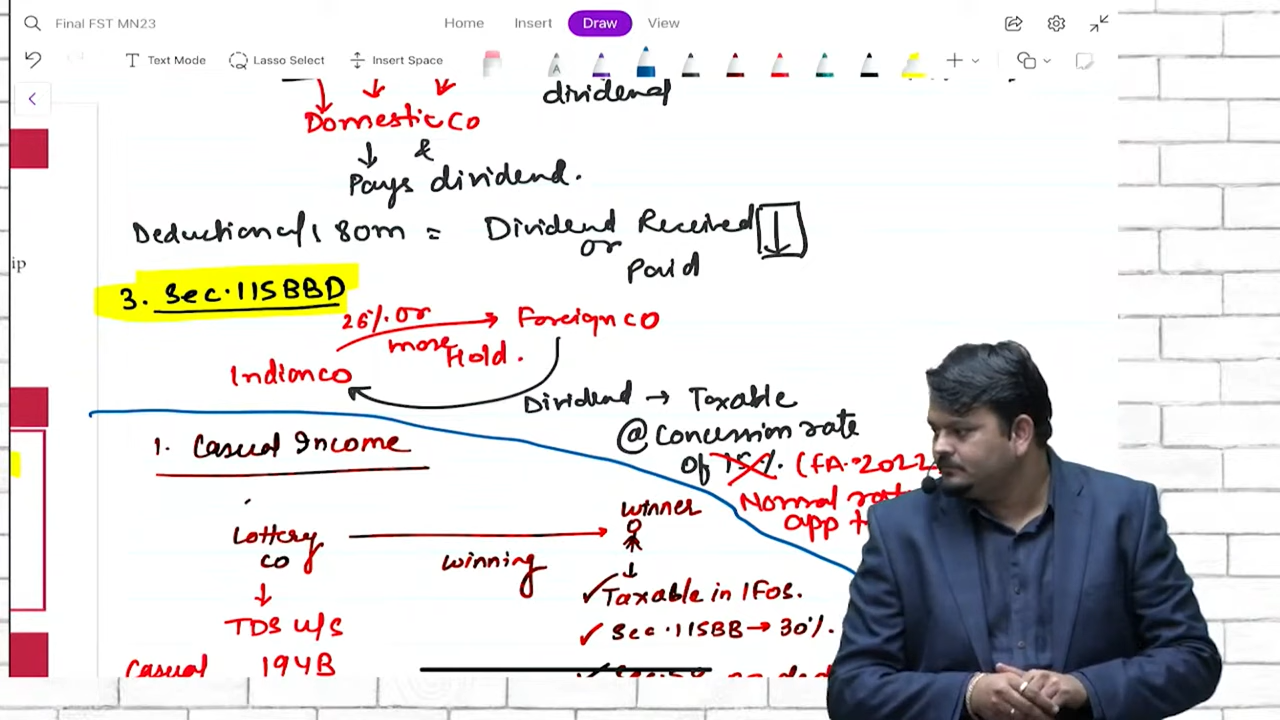 Final FST MN23
Home Insert Draw View
Text Mode Lasso Select Insert Space
dividend
Domestic Co
&
Pays dividend.
Deduction u/s 80M = Dividend Received
or
paid
ip
3. Sec.115BBD
26% or
more
Hold.
Foreign co
Indian co
Dividend → Taxable
@ Concession rate
of 15% (FA.2022
Normal rate
app
1. Casual Income
Lottery
co
winning
winner
Taxable in IFOS.
TDS u/s
Sec.115BB → 30%.
Casual 194B